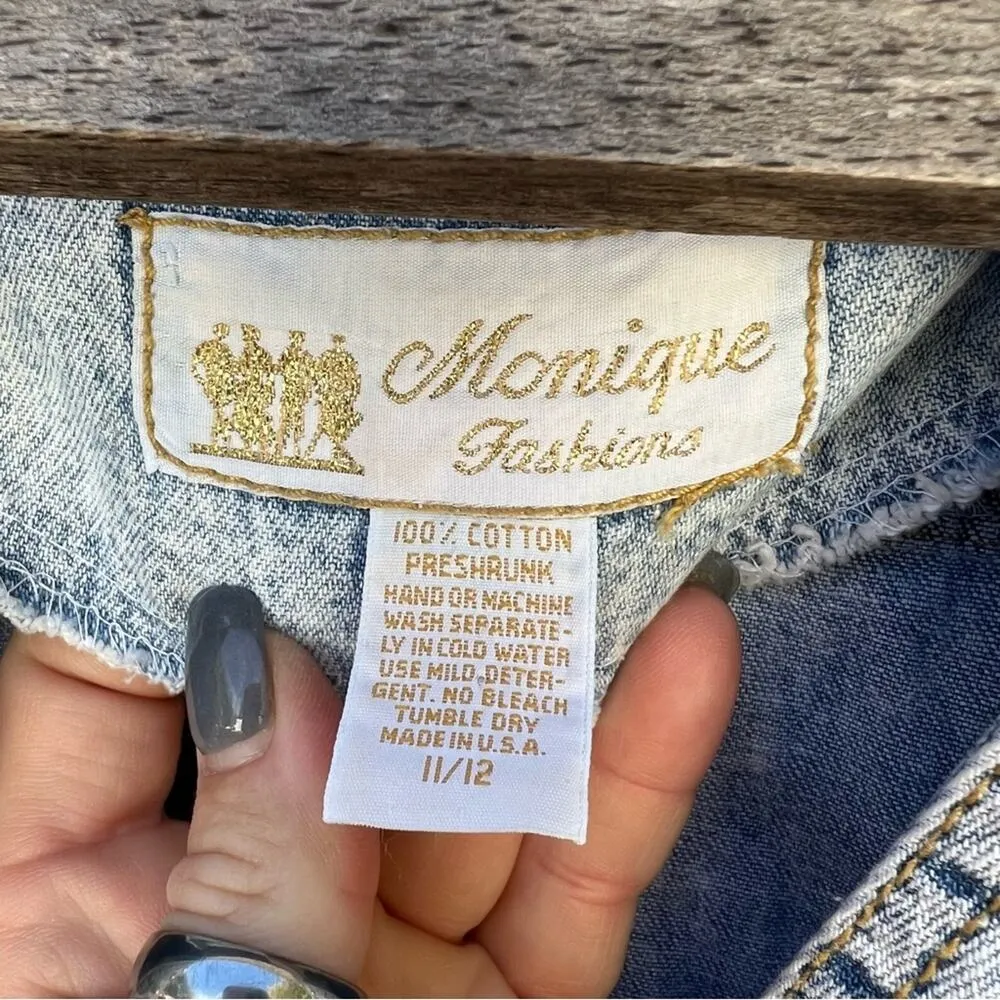 Monique
Fashions
100% COTTON
PRESHRUNK
HAND OR MACHINE
WASH SEPARATE-
LY IN COLD WATER
USE MILD DETER-
GENT. NO BLEACH
TUMBLE DRY
MADE IN U.S.A.
11/12